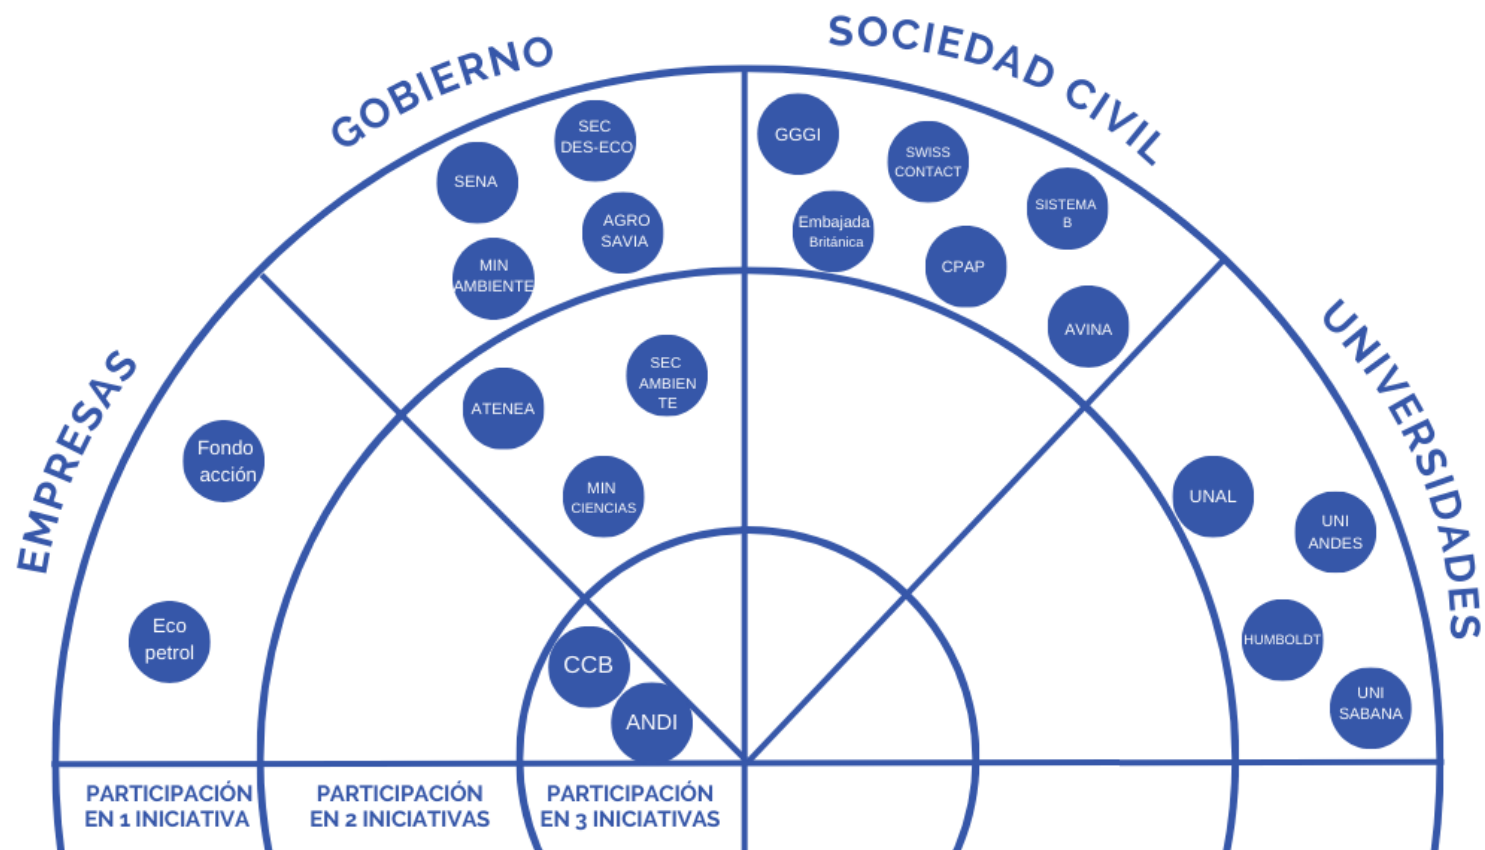 GOBIERNO
SOCIEDAD CIVIL
EMPRESAS
UNIVERSIDADES
SEC
DES-ECO
SENA
AGRO
SAVIA
MIN
AMBIENTE
GGGI
SWISS
CONTACT
SISTEMA
B
Embajada
Británica
CPAP
AVINA
Fondo
acción
Eco
petrol
ATENEA
SEC
AMBIEN
TE
MIN
CIENCIAS
CCB
ANDI
UNAL
UNI
ANDES
HUMBOLDT
UNI
SABANA
PARTICIPACIÓN
EN 1 INICIATIVA
PARTICIPACIÓN
EN 2 INICIATIVAS
PARTICIPACIÓN
EN 3 INICIATIVAS